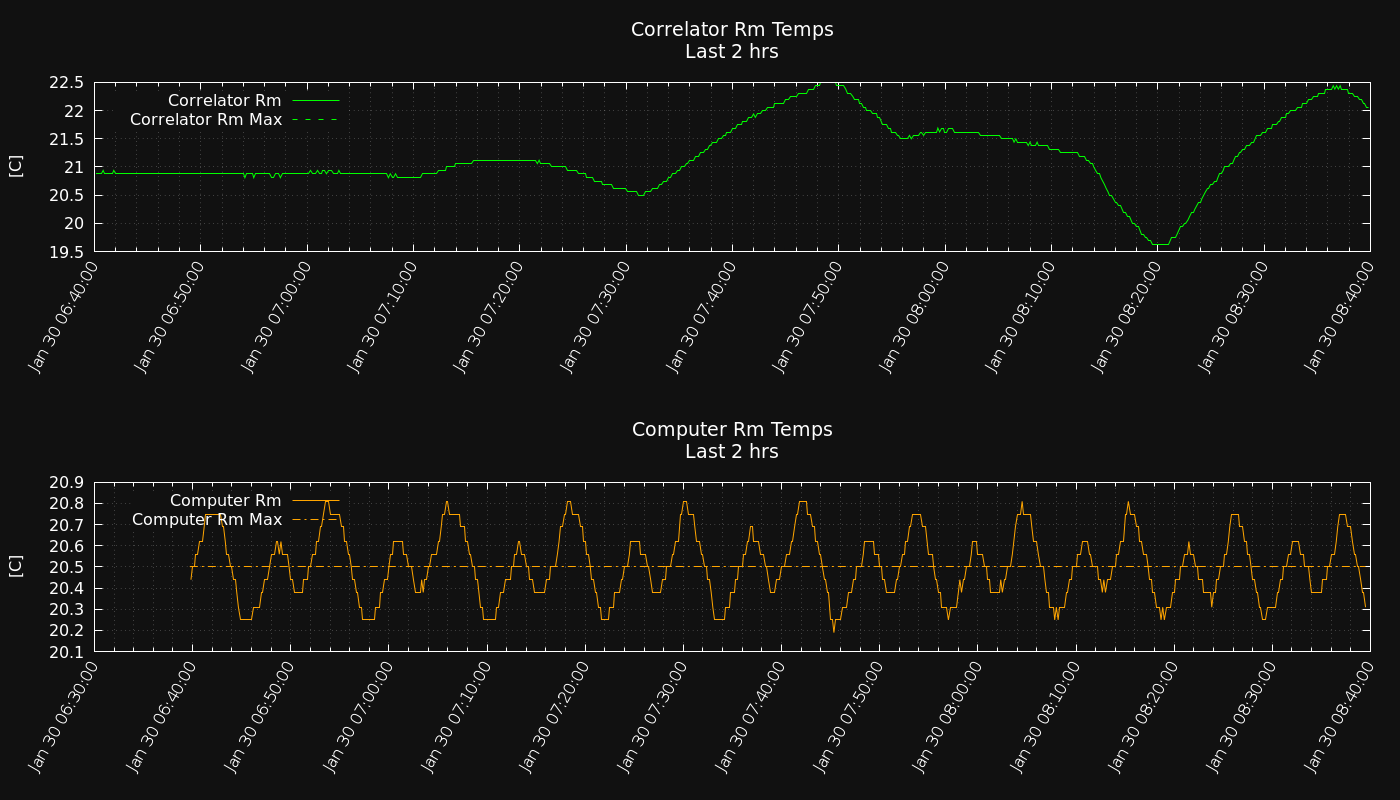 Correlator Rm Temps
Last 2 hrs
22.5
22
21.5
21
20.5
20
19.5
[C]
Correlator Rm
Correlator Rm Max
Jan 30 06:40:00
Jan 30 06:50:00
Jan 30 07:00:00
Jan 30 07:10:00
Jan 30 07:20:00
Jan 30 07:30:00
Jan 30 07:40:00
Jan 30 07:50:00
Jan 30 08:00:00
Jan 30 08:10:00
Jan 30 08:20:00
Jan 30 08:30:00
Jan 30 08:40:00
Computer Rm Temps
Last 2 hrs
20.9
20.8
20.7
20.6
20.5
20.4
20.3
20.2
20.1
[C]
Computer Rm
Computer Rm Max
Jan 30 06:30:00
Jan 30 06:40:00
Jan 30 06:50:00
Jan 30 07:00:00
Jan 30 07:10:00
Jan 30 07:20:00
Jan 30 07:30:00
Jan 30 07:40:00
Jan 30 07:50:00
Jan 30 08:00:00
Jan 30 08:10:00
Jan 30 08:20:00
Jan 30 08:30:00
Jan 30 08:40:00